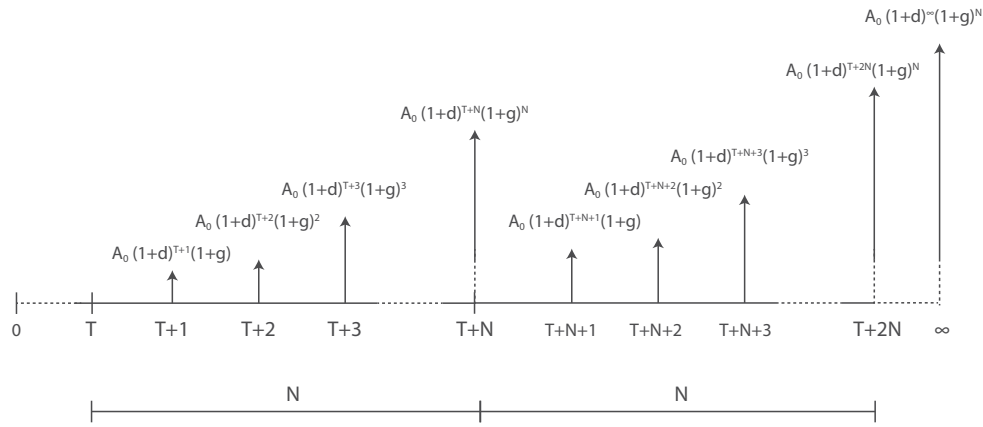 A₀ (1+d)^∞(1+g)^N
A₀ (1+d)^T+2N(1+g)^N
A₀ (1+d)^T+N(1+g)^N
A₀ (1+d)^T+N+3(1+g)^3
A₀ (1+d)^T+3(1+g)^3
A₀ (1+d)^T+N+2(1+g)^2
A₀ (1+d)^T+2(1+g)^2
A₀ (1+d)^T+N+1(1+g)
A₀ (1+d)^T+1(1+g)
0 T T+1 T+2 T+3 T+N T+N+1 T+N+2 T+N+3 T+2N ∞
N N